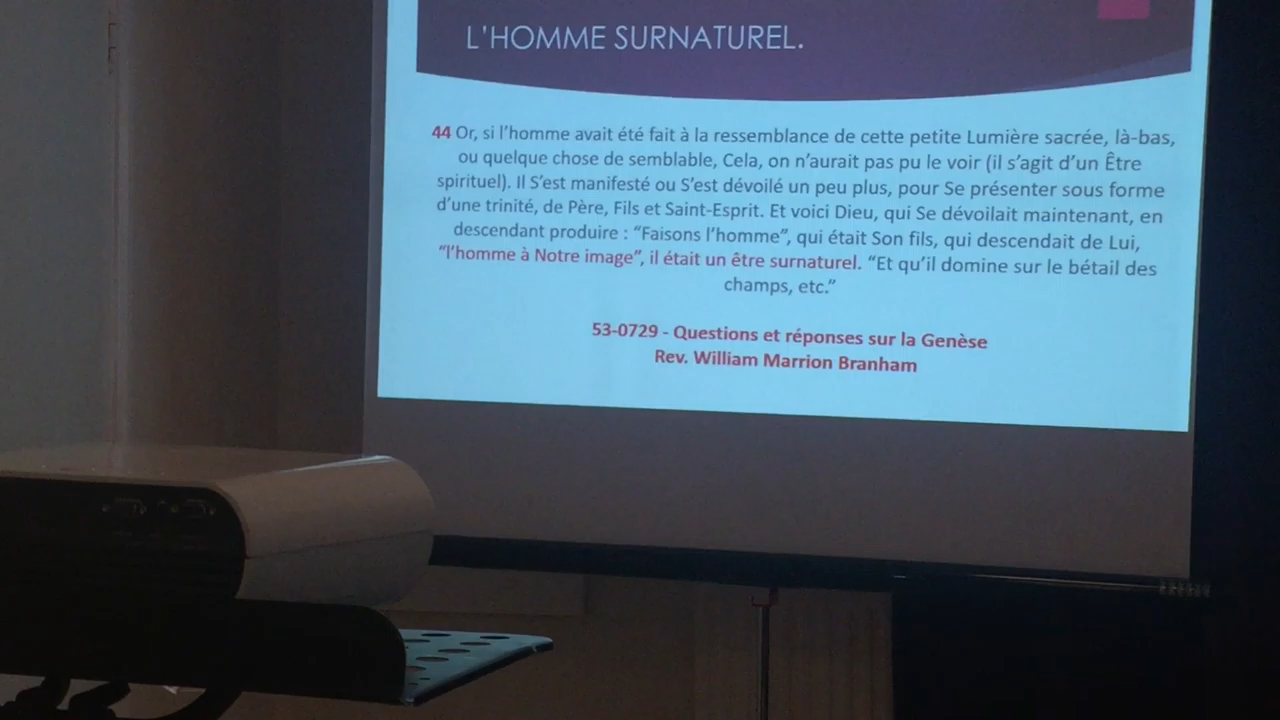 L'HOMME SURNATUREL.
44 Or, si l'homme avait été fait à la ressemblance de cette petite Lumière sacrée, là-bas,
ou quelque chose de semblable, Cela, on n'aurait pas pu le voir (il s'agit d'un Être
spirituel). Il S'est manifesté ou S'est dévoilé un peu plus, pour Se présenter sous forme
d'une trinité, de Père, Fils et Saint-Esprit. Et voici Dieu, qui Se dévoilait maintenant, en
descendant produire : “Faisons l'homme”, qui était Son fils, qui descendait de Lui,
“l'homme à Notre image”, il était un être surnaturel. “Et qu'il domine sur le bétail des
champs, etc.”
53-0729 - Questions et réponses sur la Genèse
Rev. William Marrion Branham